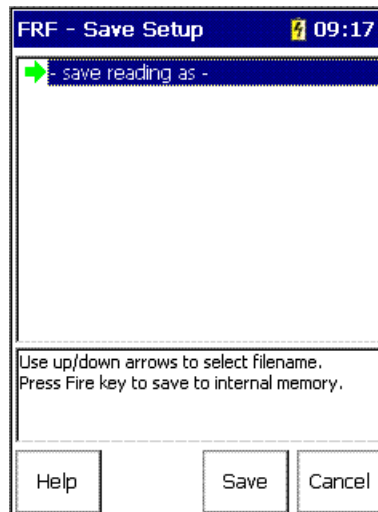 FRF - Save Setup 09:17
- save reading as -
Use up/down arrows to select filename.
Press Fire key to save to internal memory.
Help Save Cancel